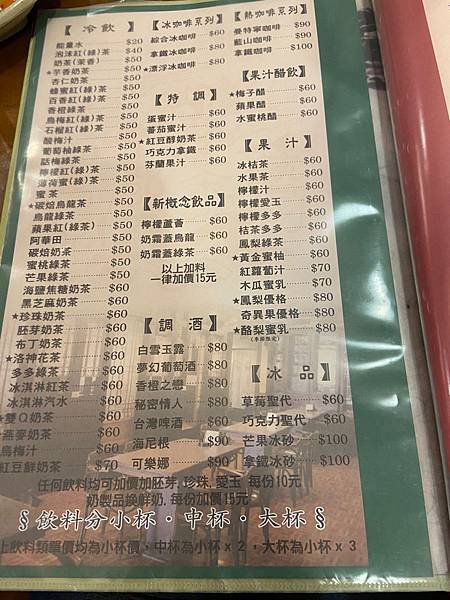 【冷飲】
能量水 $20
泡沫紅(綠)茶 $40
奶茶(茉香) $50
★芋香奶茶 $50
杏仁奶茶 $50
蜂蜜紅(綠)茶 $50
百香紅(綠)茶 $50
香橙綠茶 $50
烏梅紅(綠)茶 $50
石榴紅(綠)茶 $50
酸梅汁 $50
葡萄柚綠茶 $50
話梅綠茶 $50
檸檬紅(綠)茶 $50
薄荷蜜(綠)茶 $50
蜜茶 $50
★碳焙烏龍茶 $50
烏龍綠茶 $50
蘋果紅(綠茶) $50
阿華田 $50
碳焙奶茶 $50
蜜桃綠茶 $50
芒果綠茶 $50
海鹽焦糖奶茶 $60
黑芝麻奶茶 $60
★珍珠奶茶 $60
胚芽奶茶 $60
布丁奶茶 $60
★洛神花茶 $60
多多綠茶 $60
冰淇淋紅茶 $60
冰淇淋汽水 $60
★雙Q奶茶 $60
★燕麥奶茶 $60
烏梅汁 $60
紅豆鮮奶茶 $70
【冰咖啡系列】
綜合冰咖啡 $60
拿鐵冰咖啡 $80
★漂浮冰咖啡 $80
【特調】
蛋蜜汁 $60
蕃茄蜜汁 $60
★紅豆醇奶茶 $60
巧克力拿鐵 $60
芬蘭果汁 $60
【新概念飲品】
檸檬蘆薈 $60
奶霜蓋烏龍 $60
奶霜蓋綠茶 $60
以上加料
一律加價15元
【調酒】
白雪玉露 $80
夢幻葡萄酒 $80
香橙之戀 $80
秘密情人 $80
台灣啤酒 $80
海尼根 $90
可樂娜 $90
【熱咖啡系列】
曼特寧咖啡 $90
藍山咖啡 $90
拿鐵咖啡 $100
【果汁醋飲】
★梅子醋 $60
蘋果醋 $60
水蜜桃醋 $60
【果汁】
冰桔茶 $60
水果茶 $60
檸檬汁 $60
檸檬愛玉 $60
檸檬多多 $60
桔茶多多 $60
鳳梨綠茶 $60
★黃金蜜柚 $60
紅蘿蔔汁 $70
木瓜蜜乳 $70
★鳳梨優格 $80
奇異果優格 $80
★酪梨蜜乳 $80
(季節限定)
【冰品】
草莓聖代 $60
巧克力聖代 $60
芒果冰砂 $100
拿鐵冰砂 $100
任何飲料均可加價加胚芽.珍珠.愛玉 每份10元
奶製品換鮮奶.每份加價15元
§飲料分小杯·中杯·大杯§
上飲料類單價均為小杯價，中杯為小杯 x 2，大杯為小杯 x 3